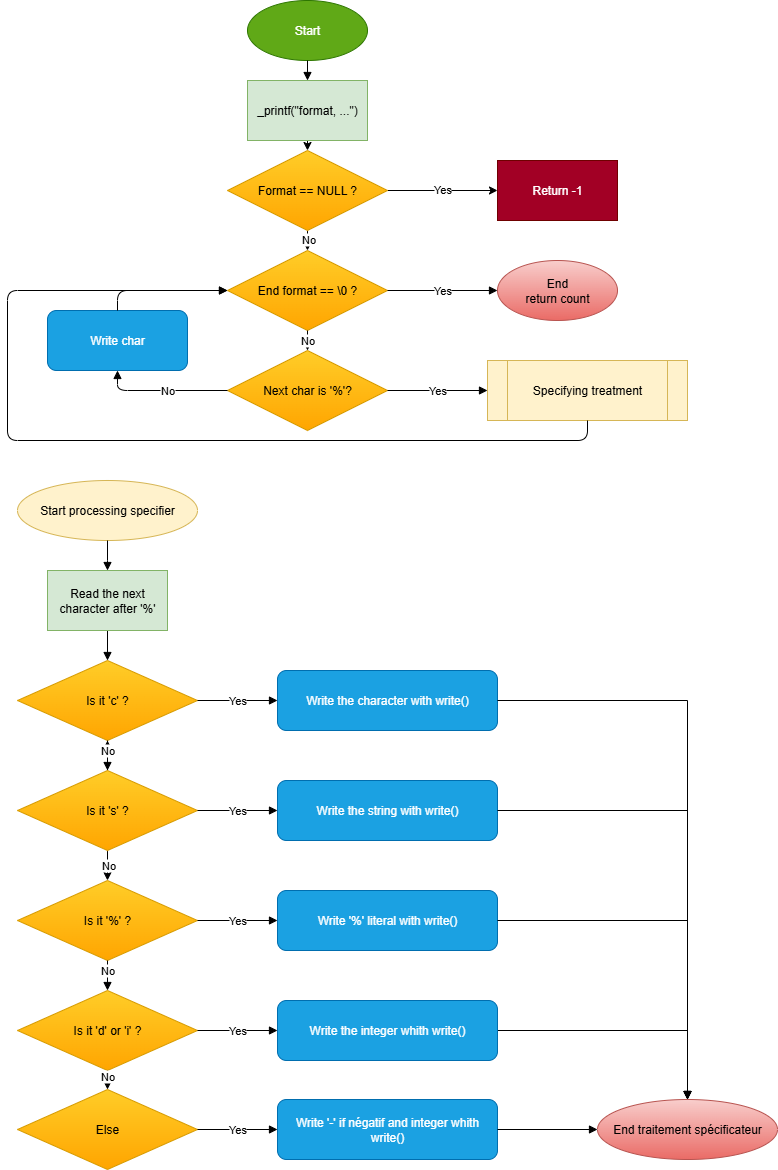 Start
_printf("format, ...")
Format == NULL ?
Yes
Return -1
No
End format == \0 ?
Yes
End
return count
No
Write char
Next char is '%'?
No
Yes
Specifying treatment
Start processing specifier
Read the next
character after '%'
Is it 'c' ?
Yes
Write the character with write()
No
Is it 's' ?
Yes
Write the string with write()
No
Is it '%' ?
Yes
Write '%' literal with write()
No
Is it 'd' or 'i' ?
Yes
Write the integer whith write()
No
Else
Yes
Write '-' if négatif and integer whith
write()
End traitement spécificateur